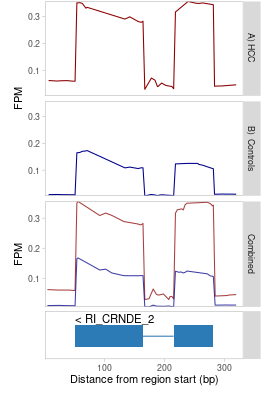 0.3
0.2
0.1
A) HCC
FPM
0.3
0.2
0.1
B) Controls
0.3
0.2
0.1
FPM
Combined
< RI_CRNDE_2
100
200
300
Distance from region start (bp)